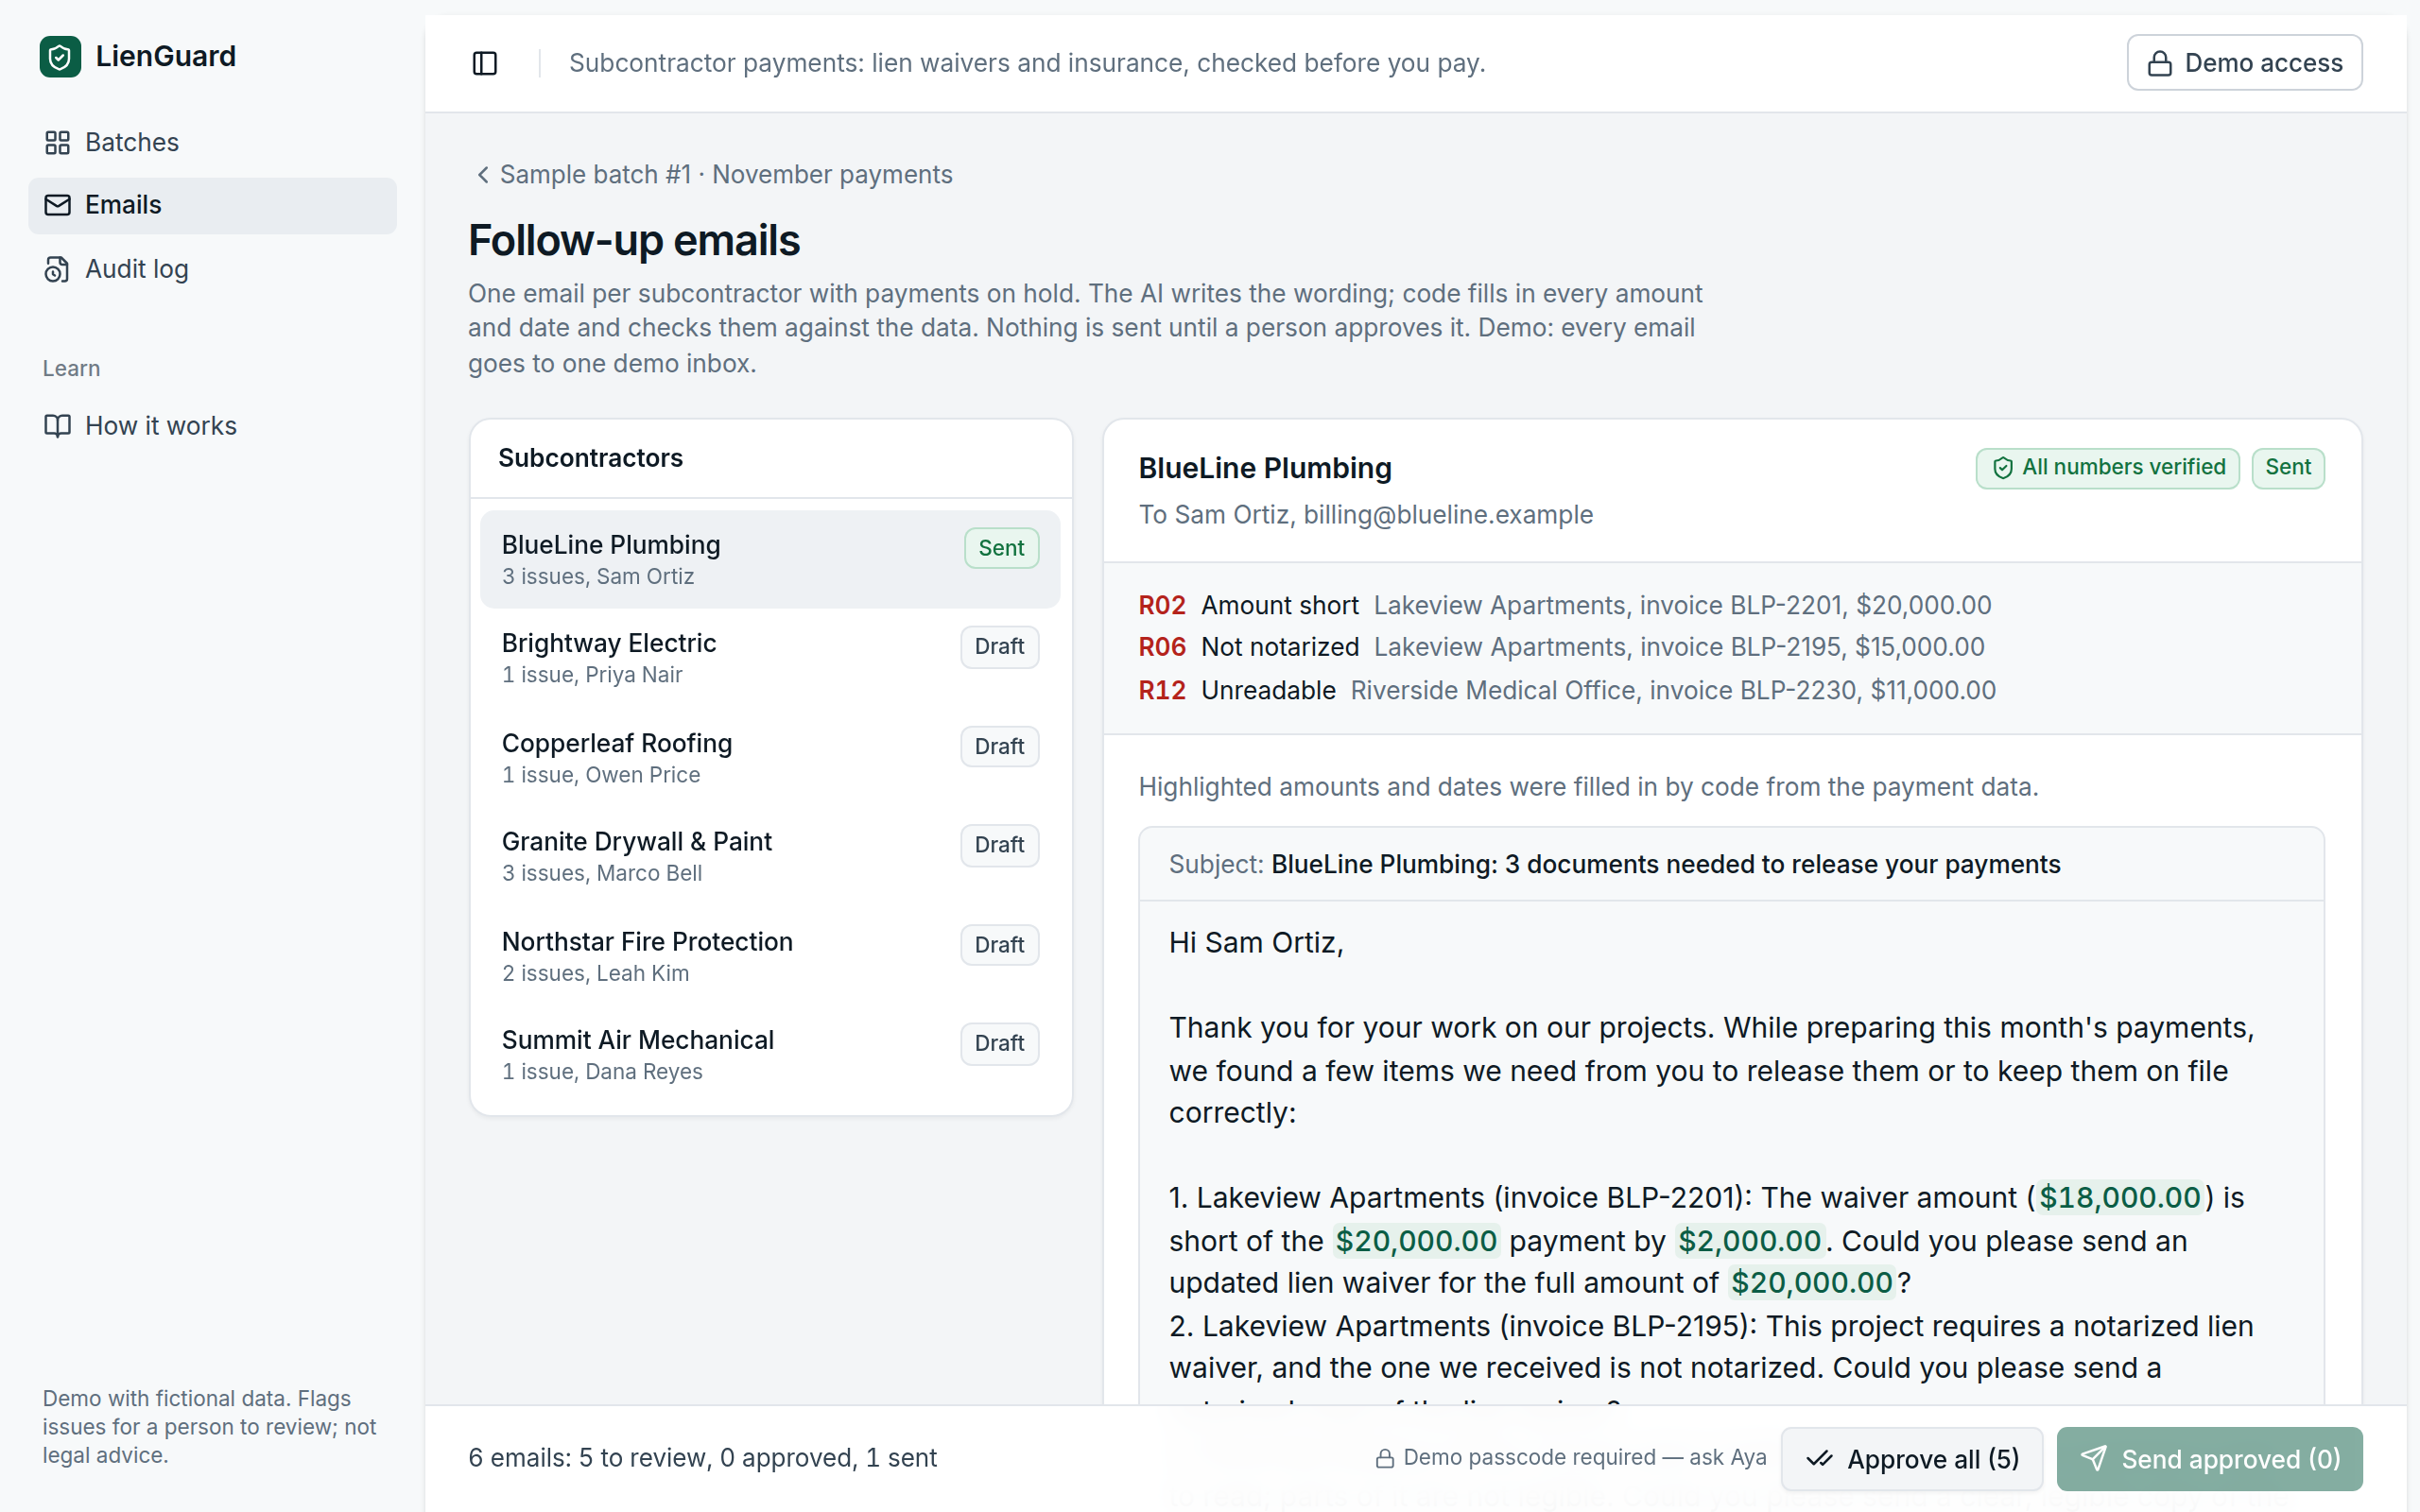 LienGuard
Batches
Emails
Audit log
Learn
How it works
Demo with fictional data. Flags
issues for a person to review; not
legal advice.
Subcontractor payments: lien waivers and insurance, checked before you pay.
Demo access
Sample batch #1 · November payments
Follow-up emails
One email per subcontractor with payments on hold. The AI writes the wording; code fills in every amount
and date and checks them against the data. Nothing is sent until a person approves it. Demo: every email
goes to one demo inbox.
Subcontractors
BlueLine Plumbing
Sent
3 issues, Sam Ortiz
Brightway Electric
Draft
1 issue, Priya Nair
Copperleaf Roofing
Draft
1 issue, Owen Price
Granite Drywall & Paint
Draft
3 issues, Marco Bell
Northstar Fire Protection
Draft
2 issues, Leah Kim
Summit Air Mechanical
Draft
1 issue, Dana Reyes
BlueLine Plumbing
All numbers verified
Sent
To Sam Ortiz, billing@blueline.example
R02 Amount short Lakeview Apartments, invoice BLP-2201, $20,000.00
R06 Not notarized Lakeview Apartments, invoice BLP-2195, $15,000.00
R12 Unreadable Riverside Medical Office, invoice BLP-2230, $11,000.00
Highlighted amounts and dates were filled in by code from the payment data.
Subject: BlueLine Plumbing: 3 documents needed to release your payments
Hi Sam Ortiz,
Thank you for your work on our projects. While preparing this month's payments,
we found a few items we need from you to release them or to keep them on file
correctly:
1. Lakeview Apartments (invoice BLP-2201): The waiver amount ($18,000.00) is
short of the $20,000.00 payment by $2,000.00. Could you please send an
updated lien waiver for the full amount of $20,000.00?
2. Lakeview Apartments (invoice BLP-2195): This project requires a notarized lien
waiver, and the one we received is not notarized. Could you please send a
6 emails: 5 to review, 0 approved, 1 sent
Demo passcode required — ask Aya
Approve all (5)
Send approved (0)